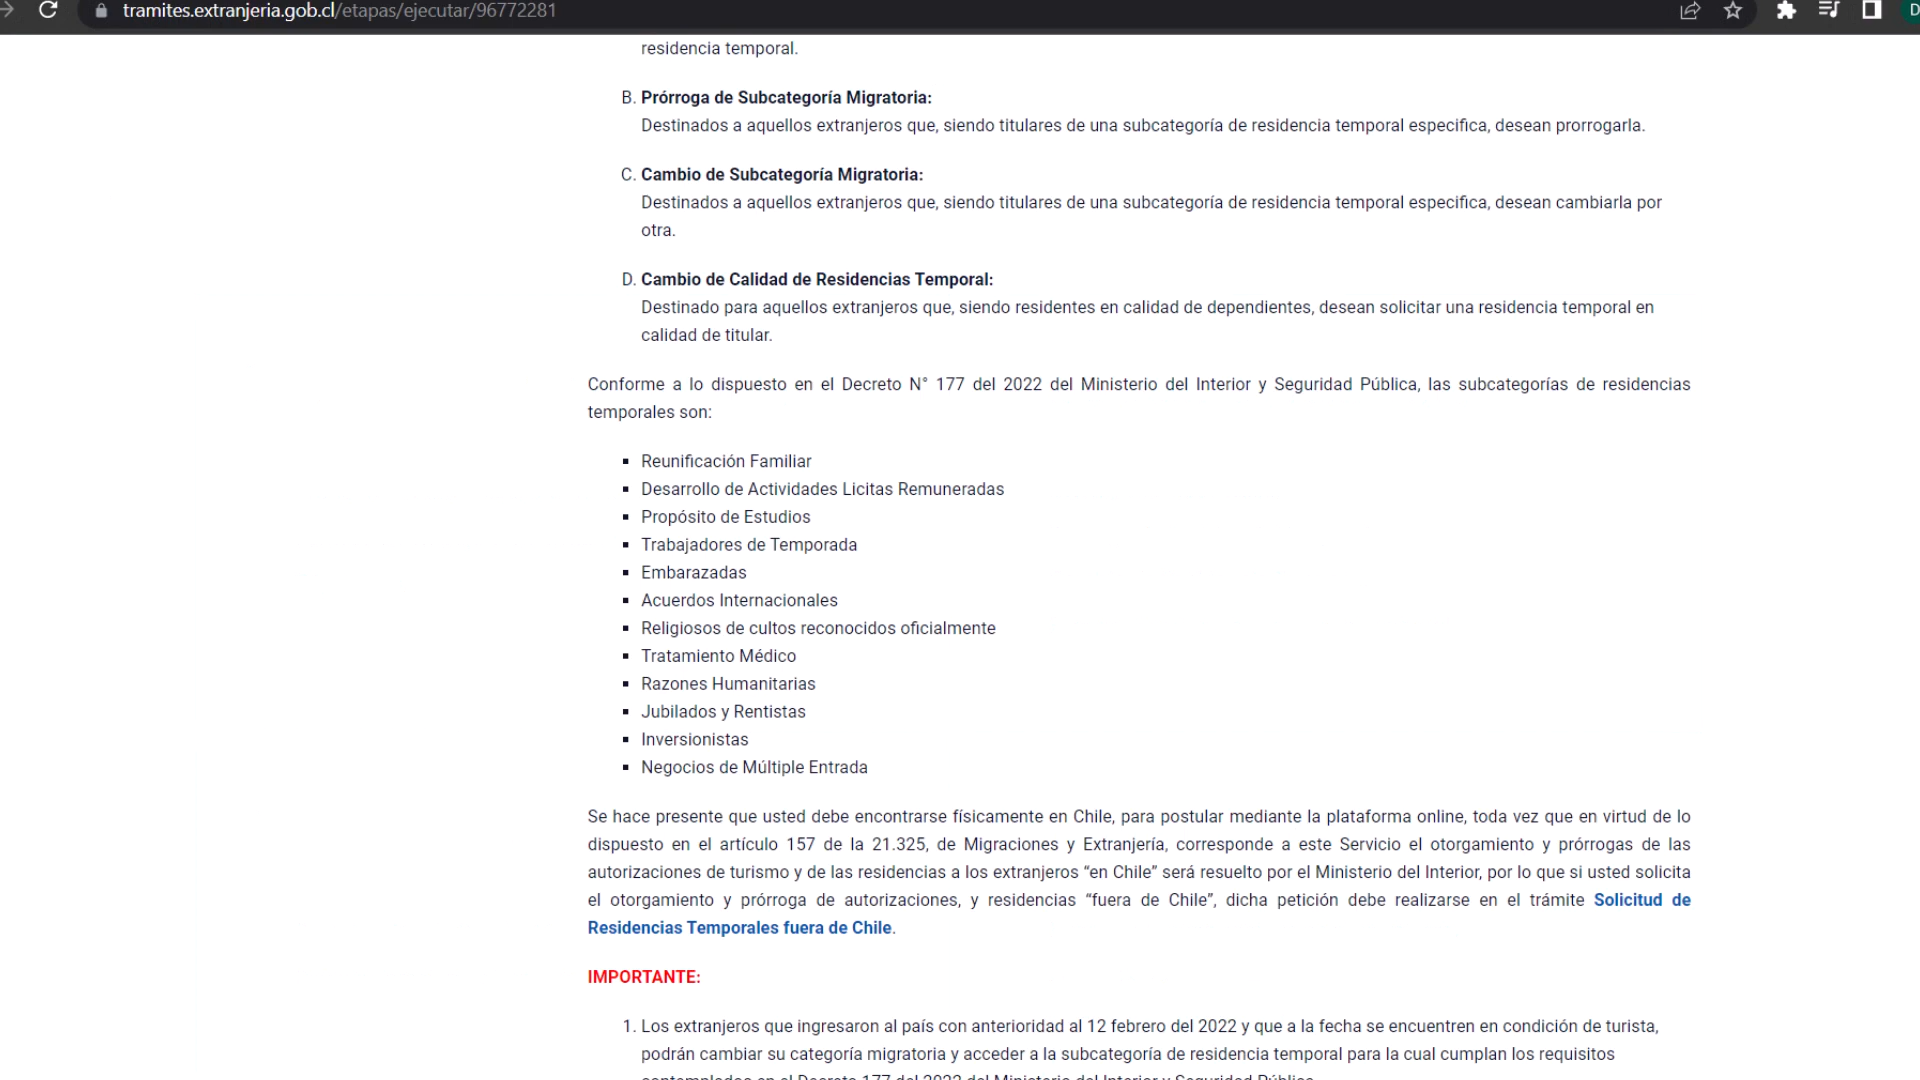 tramites.extranjeria.gob.cl/etapas/ejecutar/96772281
D
residencia temporal.
B. Prórroga de Subcategoría Migratoria:
Destinados a aquellos extranjeros que, siendo titulares de una subcategoría de residencia temporal especifica, desean prorrogarla.
C. Cambio de Subcategoría Migratoria:
Destinados a aquellos extranjeros que, siendo titulares de una subcategoría de residencia temporal especifica, desean cambiarla por
otra.
D. Cambio de Calidad de Residencias Temporal:
Destinado para aquellos extranjeros que, siendo residentes en calidad de dependientes, desean solicitar una residencia temporal en
calidad de titular.
Conforme a lo dispuesto en el Decreto N° 177 del 2022 del Ministerio del Interior y Seguridad Pública, las subcategorías de residencias
temporales son:
▪ Reunificación Familiar
▪ Desarrollo de Actividades Licitas Remuneradas
▪ Propósito de Estudios
▪ Trabajadores de Temporada
▪ Embarazadas
▪ Acuerdos Internacionales
▪ Religiosos de cultos reconocidos oficialmente
▪ Tratamiento Médico
▪ Razones Humanitarias
▪ Jubilados y Rentistas
▪ Inversionistas
▪ Negocios de Múltiple Entrada
Se hace presente que usted debe encontrarse físicamente en Chile, para postular mediante la plataforma online, toda vez que en virtud de lo
dispuesto en el artículo 157 de la 21.325, de Migraciones y Extranjería, corresponde a este Servicio el otorgamiento y prórrogas de las
autorizaciones de turismo y de las residencias a los extranjeros “en Chile” será resuelto por el Ministerio del Interior, por lo que si usted solicita
el otorgamiento y prórroga de autorizaciones, y residencias “fuera de Chile”, dicha petición debe realizarse en el trámite Solicitud de
Residencias Temporales fuera de Chile.
IMPORTANTE:
1. Los extranjeros que ingresaron al país con anterioridad al 12 febrero del 2022 y que a la fecha se encuentren en condición de turista,
podrán cambiar su categoría migratoria y acceder a la subcategoría de residencia temporal para la cual cumplan los requisitos
contemplados en el Decreto 177 del 2022 del Ministerio del Interior y Seguridad Pública.